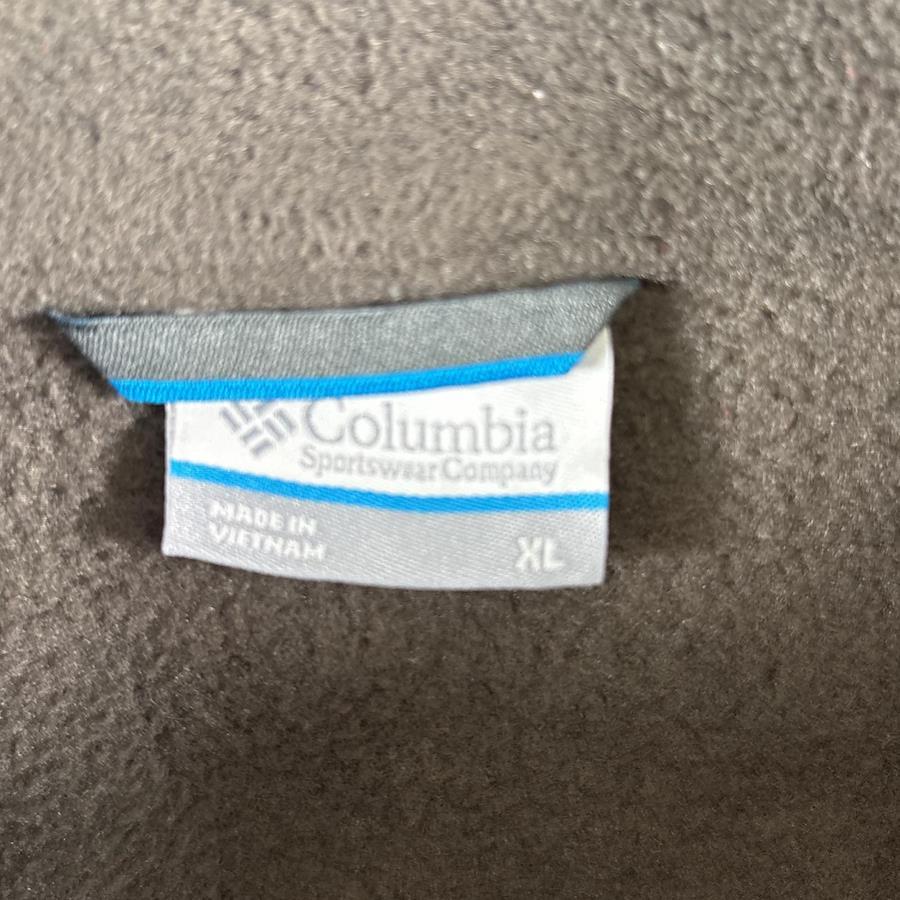 Columbia
Sportswear Company
MADE IN
VIETNAM
XL